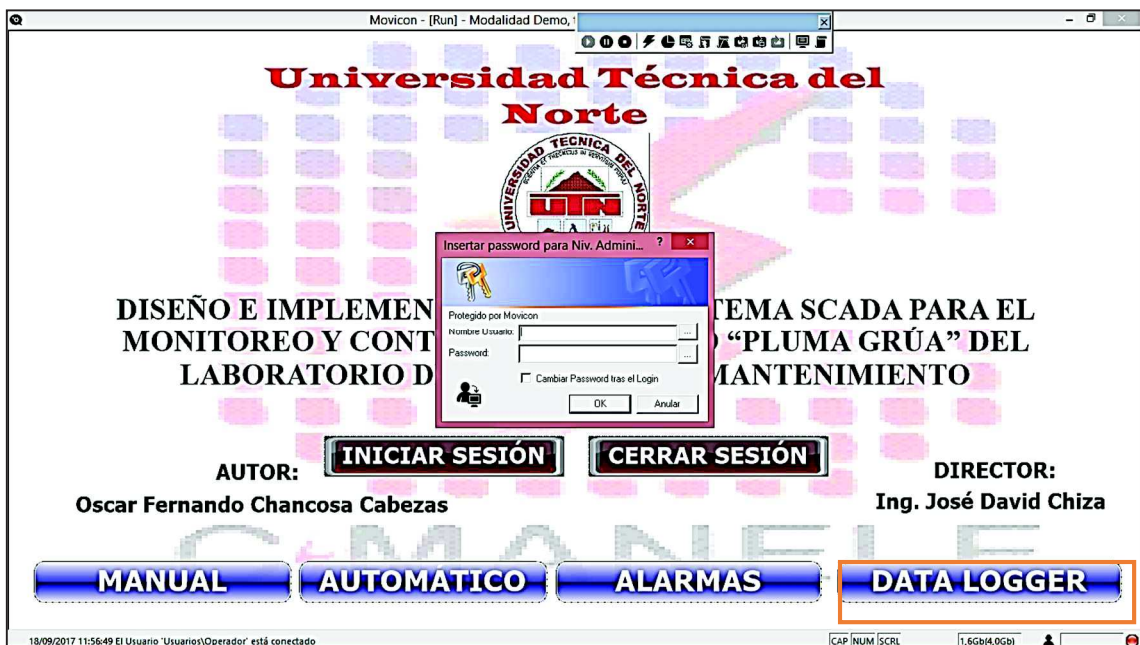 Movicon - [Run] - Modalidad Demo,
Universidad Técnica del
Norte
UNIVERSIDAD TECNICA DEL NORTE
UTN
Insertar password para Niv. Admini...
Protegido por Movicon
Nombre Usuario:
Password:
Cambiar Password tras el Login
OK Anular
DISEÑO E IMPLEMEN TEMA SCADA PARA EL
MONITOREO Y CONT “PLUMA GRÚA” DEL
LABORATORIO D MANTENIMIENTO
INICIAR SESIÓN CERRAR SESIÓN
AUTOR: DIRECTOR:
Oscar Fernando Chancosa Cabezas Ing. José David Chiza
C-MANELE
MANUAL AUTOMÁTICO ALARMAS DATA LOGGER
18/09/2017 11:56:49 El Usuario 'Usuarios\Operador' está conectado CAP NUM SCRL 1,6Gb(4,0Gb)